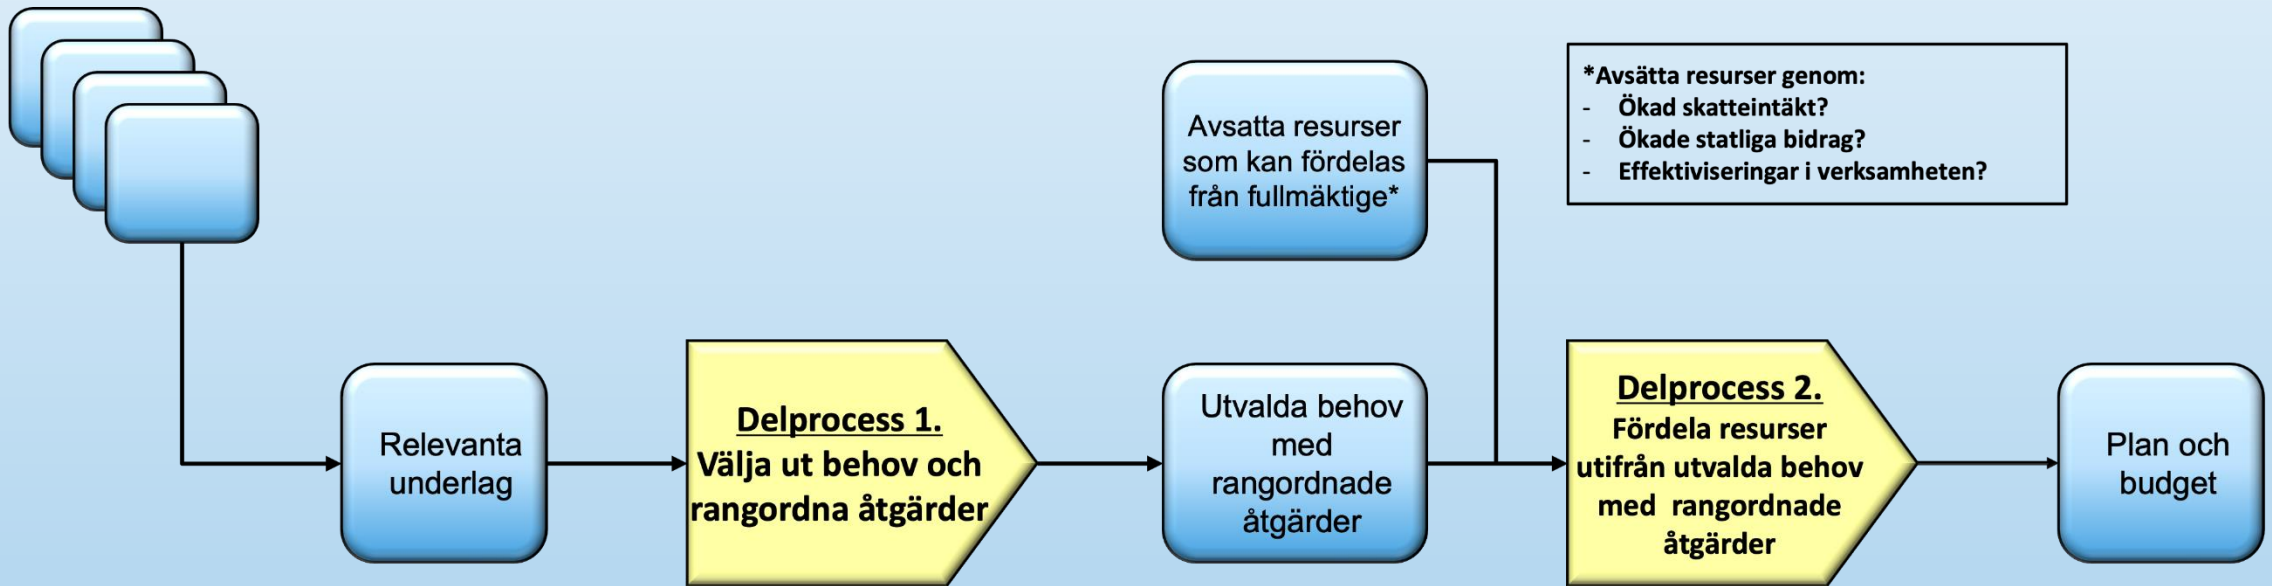 Avsatta resurser
som kan fördelas
från fullmäktige*
*Avsätta resurser genom:
- Ökad skatteintäkt?
- Ökade statliga bidrag?
- Effektiviseringar i verksamheten?
Relevanta
underlag
Delprocess 1.
Välja ut behov och
rangordna åtgärder
Utvalda behov
med
rangordnade
åtgärder
Delprocess 2.
Fördela resurser
utifrån utvalda behov
med  rangordnade
åtgärder
Plan och
budget